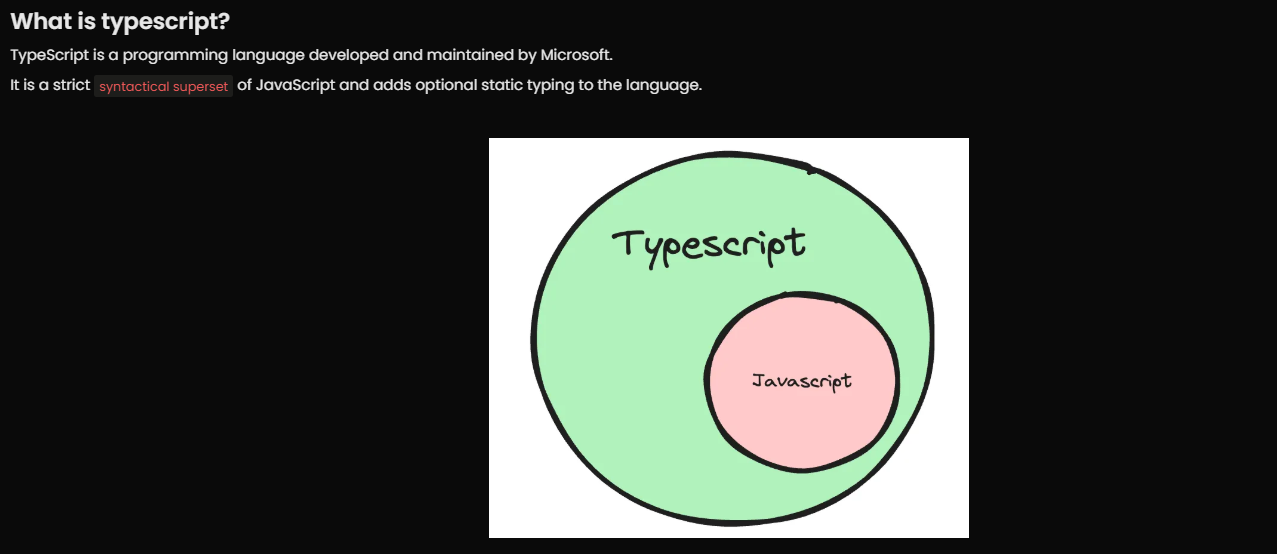 What is typescript?
TypeScript is a programming language developed and maintained by Microsoft.
It is a strict syntactical superset of JavaScript and adds optional static typing to the language.
Typescript
Javascript